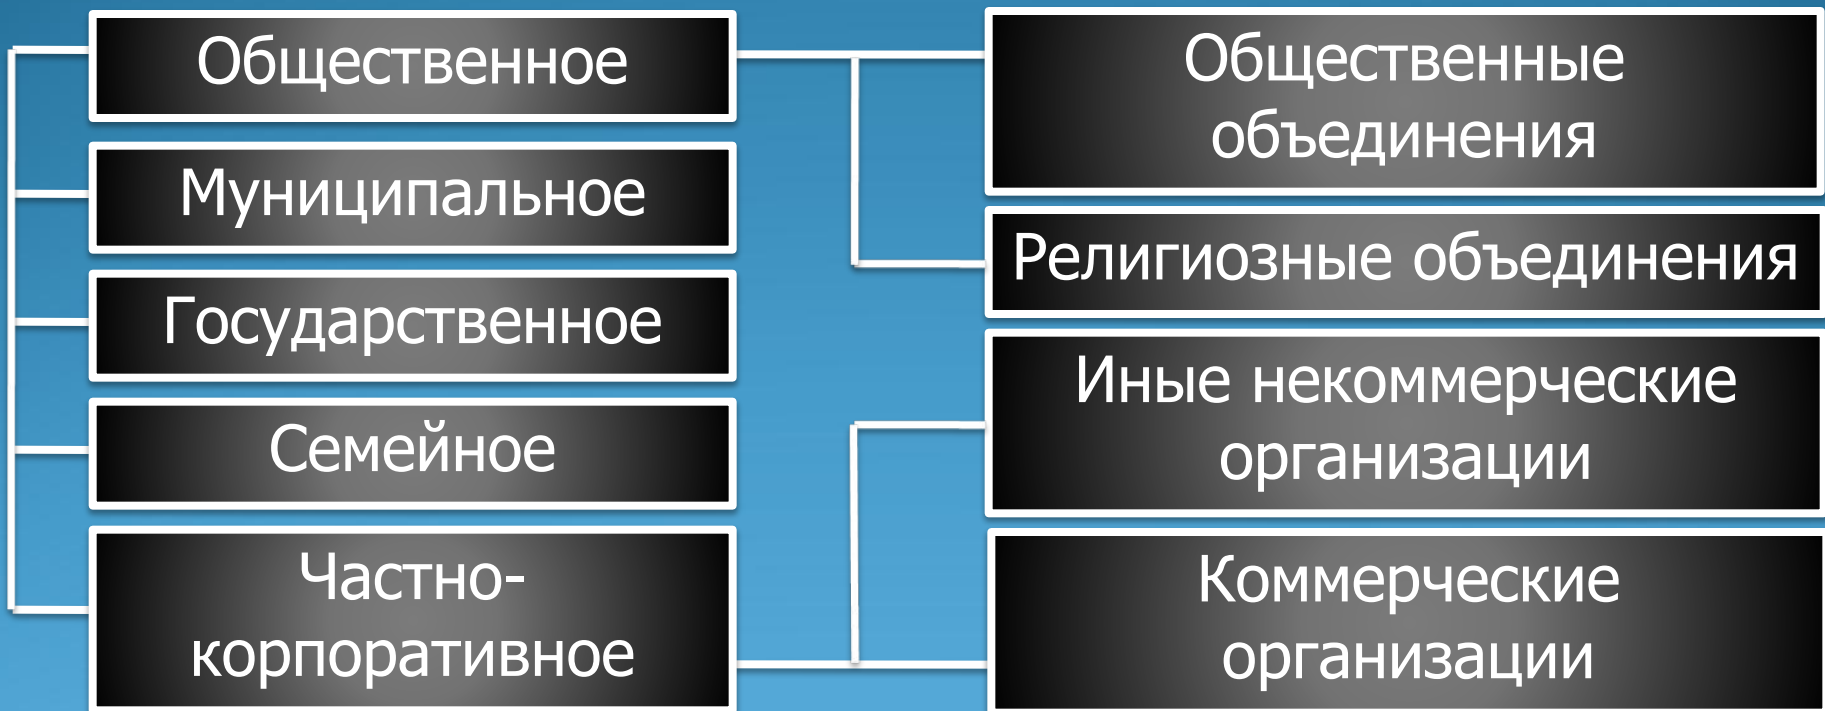 Общественное
Муниципальное
Государственное
Семейное
Частно-
корпоративное
Общественные
объединения
Религиозные объединения
Иные некоммерческие
организации
Коммерческие
организации